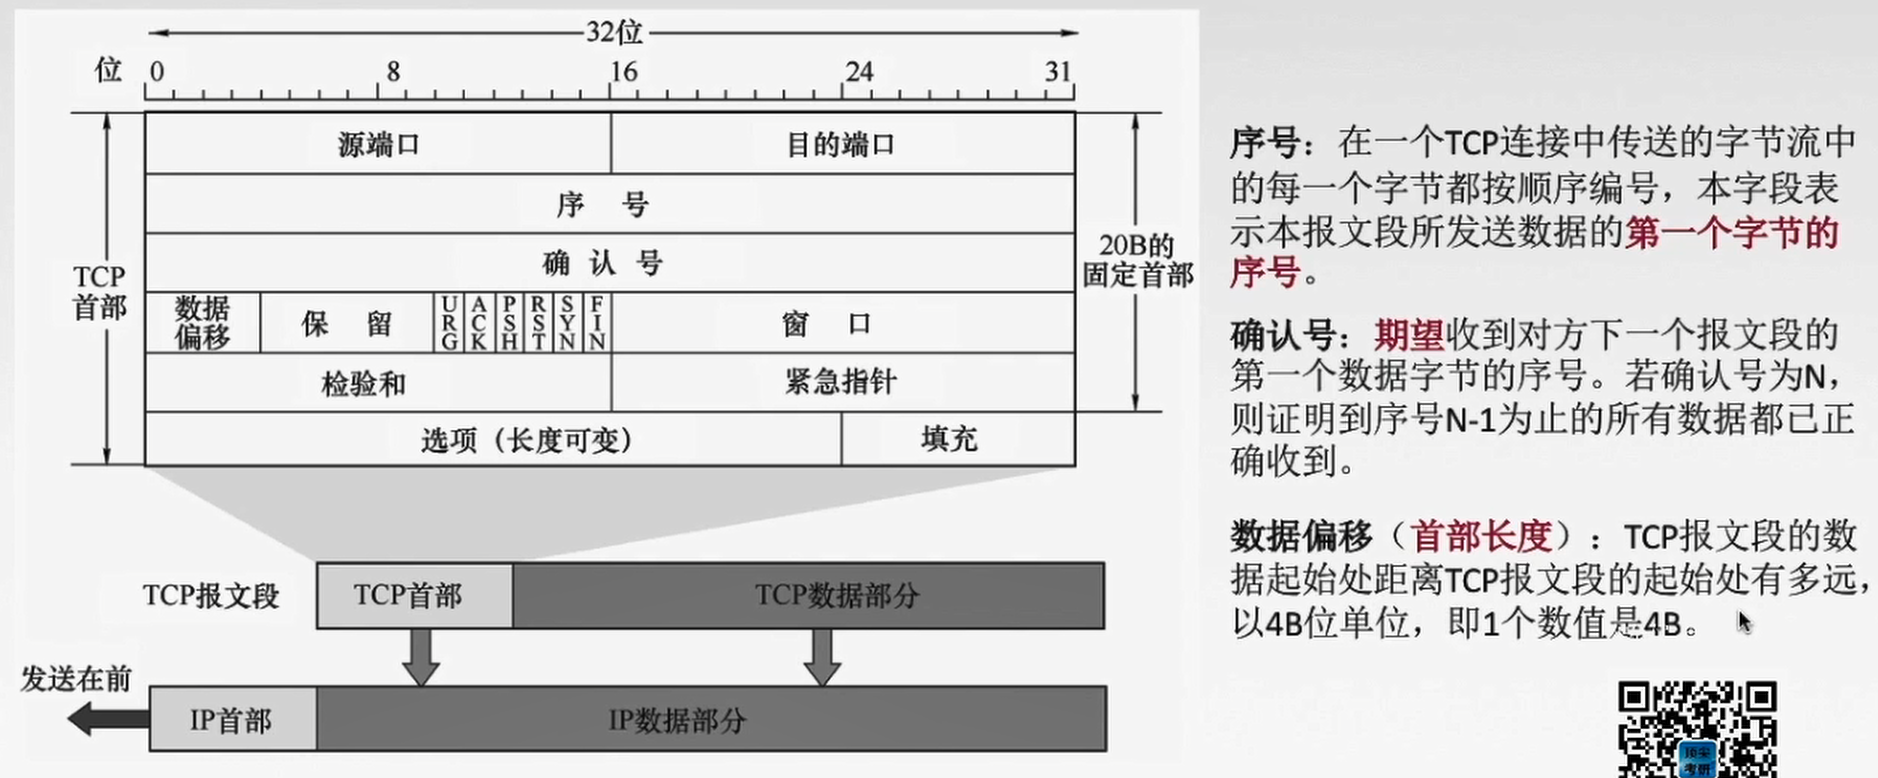 32位
位 0 8 16 24 31
源端口 目的端口
序 号
确 认 号
数据偏移 保 留 URG ACK PSH RST SYN FIN 窗 口
检验和 紧急指针
选项（长度可变） 填充
TCP
首部
20B的
固定首部
TCP报文段 TCP首部 TCP数据部分
发送在前
IP首部 IP数据部分
序号：在一个TCP连接中传送的字节流中
的每一个字节都按顺序编号，本字段表
示本报文段所发送数据的第一个字节的
序号。
确认号：期望收到对方下一个报文段的
第一个数据字节的序号。若确认号为N，
则证明到序号N-1为止的所有数据都已正
确收到。
数据偏移（首部长度）：TCP报文段的数
据起始处距离TCP报文段的起始处有多远，
以4B位单位，即1个数值是4B。
顶尖
考研